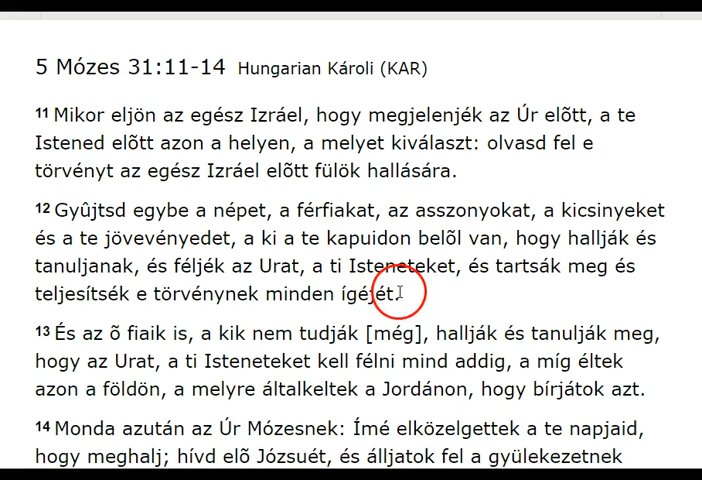 5 Mózes 31:11-14 Hungarian Károli (KAR)
11 Mikor eljön az egész Izráel, hogy megjelenjék az Úr elõtt, a te
Istened elõtt azon a helyen, a melyet kiválaszt: olvasd fel e
törvényt az egész Izráel elõtt fülök hallására.
12 Gyûjtsd egybe a népet, a férfiakat, az asszonyokat, a kicsinyeket
és a te jövevényedet, a ki a te kapuidon belõl van, hogy hallják és
tanuljanak, és féljék az Urat, a ti Isteneteket, és tartsák meg és
teljesítsék e törvénynek minden ígéjét.
13 És az õ fiaik is, a kik nem tudják [még], hallják és tanulják meg,
hogy az Urat, a ti Isteneteket kell félni mind addig, a míg éltek
azon a földön, a melyre általkeltek a Jordánon, hogy bírjátok azt.
14 Monda azután az Úr Mózesnek: Ímé elközelgettek a te napjaid,
hogy meghalj; hívd elõ Józsuét, és álljatok fel a gyülekezetnek